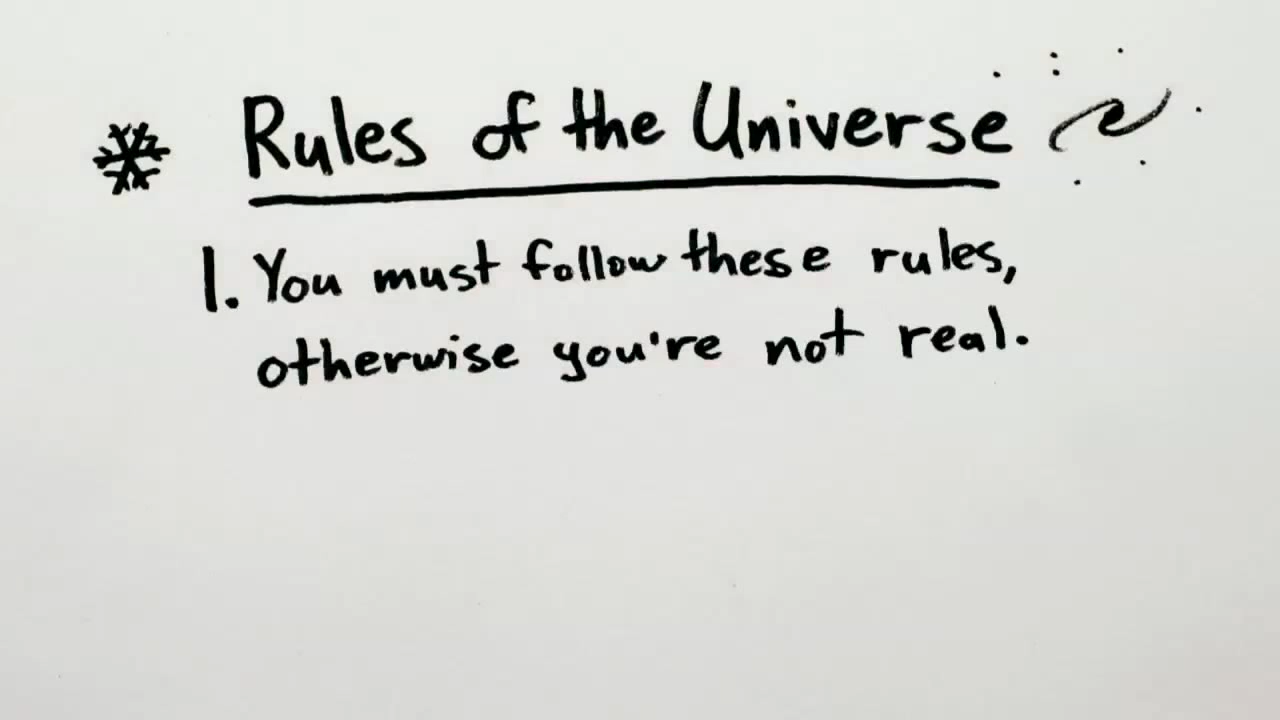 Rules of the Universe
1. You must follow these rules,
otherwise you're not real.